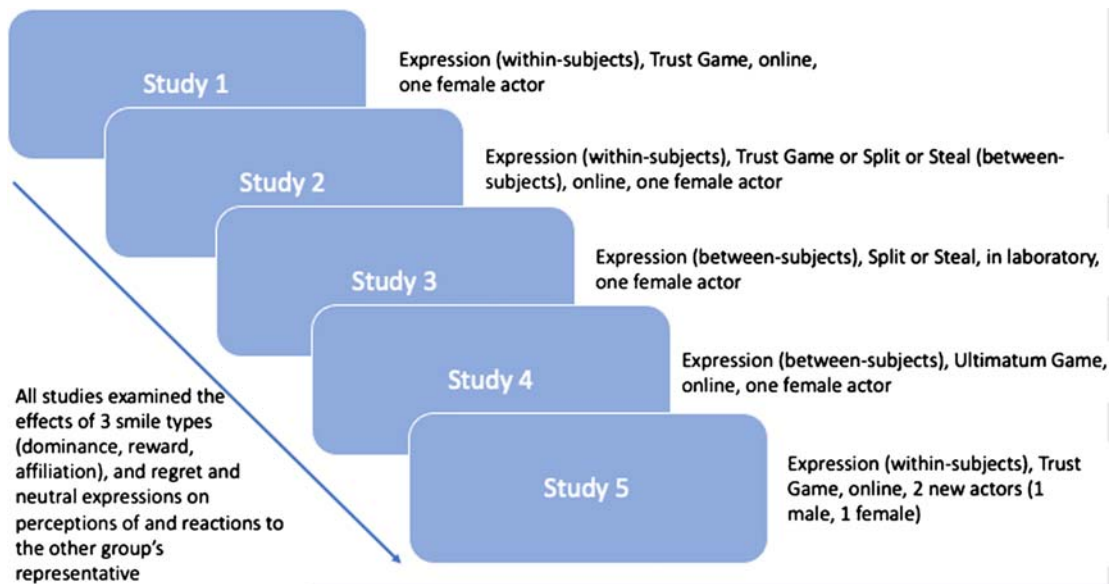 Study 1
Expression (within-subjects), Trust Game, online,
one female actor
Study 2
Expression (within-subjects), Trust Game or Split or Steal (between-
subjects), online, one female actor
Study 3
Expression (between-subjects), Split or Steal, in laboratory,
one female actor
Study 4
Expression (between-subjects), Ultimatum Game,
online, one female actor
Study 5
Expression (within-subjects), Trust
Game, online, 2 new actors (1
male, 1 female)
All studies examined the
effects of 3 smile types
(dominance, reward,
affiliation), and regret and
neutral expressions on
perceptions of and reactions to
the other group's
representative